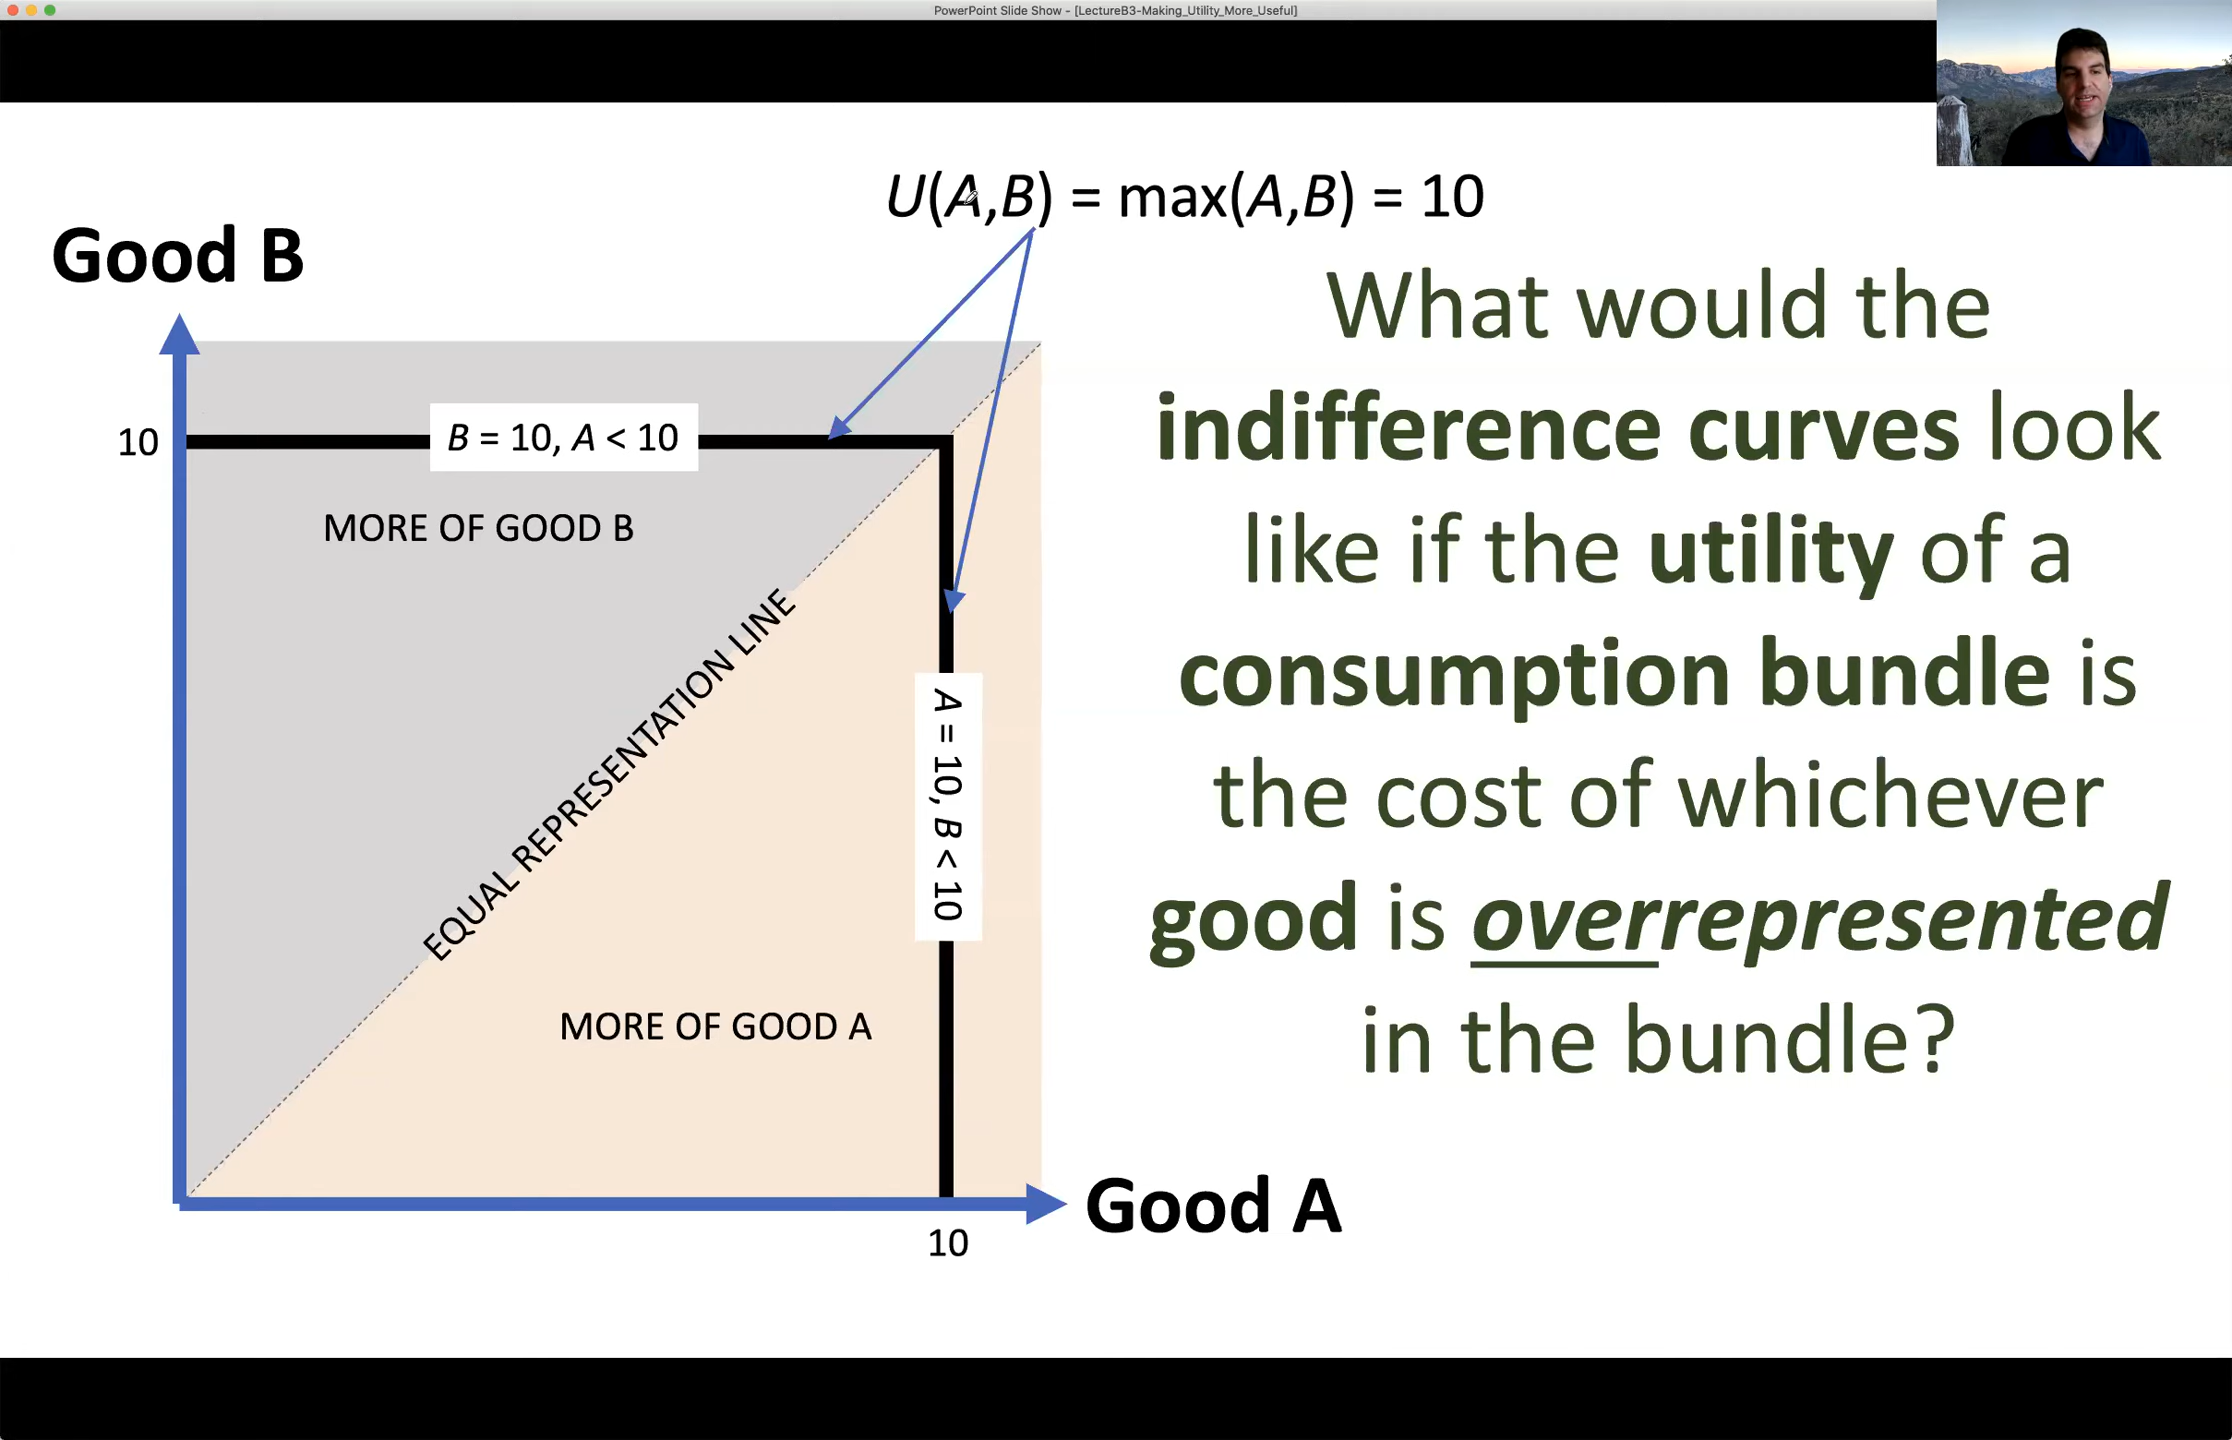 PowerPoint Slide Show - [LectureB3-Making_Utility_More_Useful]
U(A,B) = max(A,B) = 10
Good B
What would the
indifference curves look
like if the utility of a
consumption bundle is
the cost of whichever
good is overrepresented
in the bundle?
10
B = 10, A < 10
MORE OF GOOD B
EQUAL REPRESENTATION LINE
A = 10, B < 10
MORE OF GOOD A
Good A
10